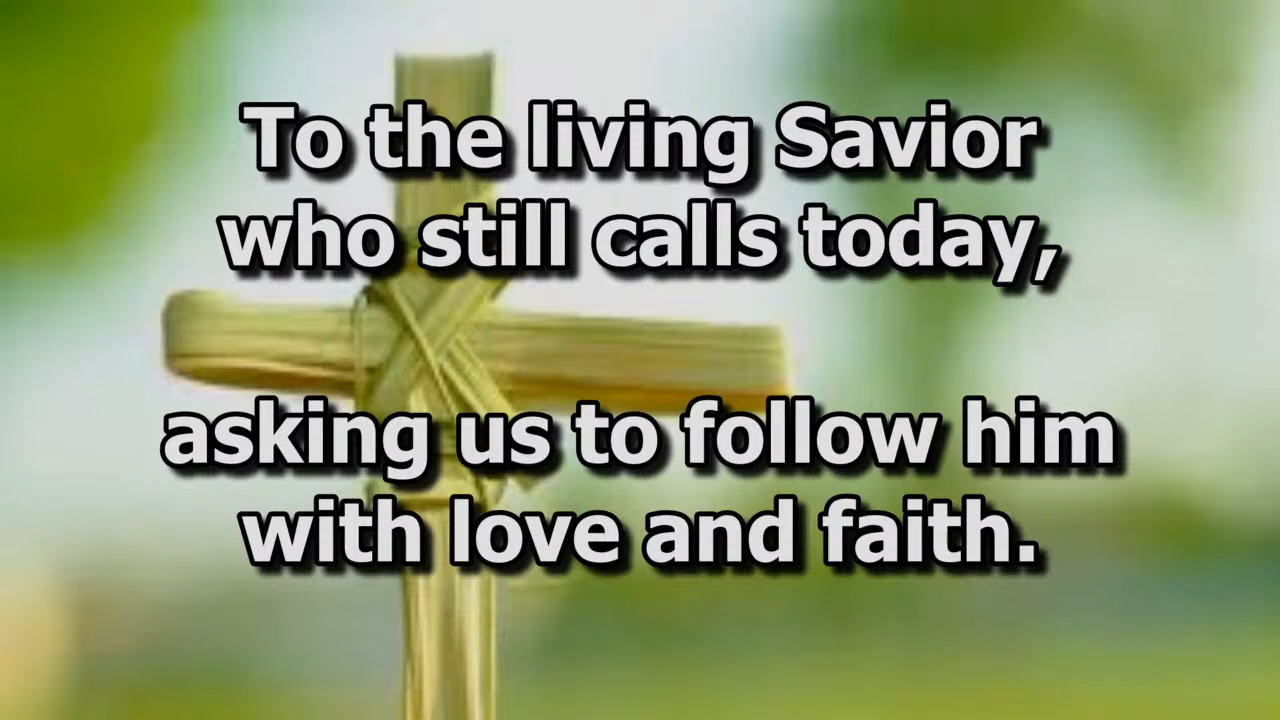 To the living Savior
who still calls today,
asking us to follow him
with love and faith.